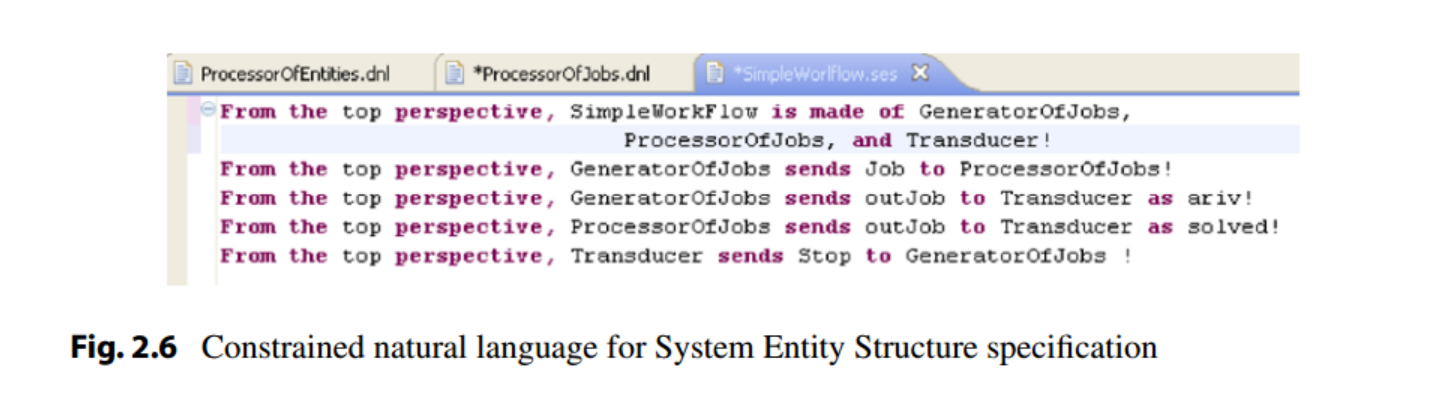 ProcessorOfEntities.dnl *ProcessorOfJobs.dnl *SimpleWorlflow.ses
From the top perspective, SimpleWorkFlow is made of GeneratorOfJobs,
ProcessorOfJobs, and Transducer!
From the top perspective, GeneratorOfJobs sends Job to ProcessorOfJobs!
From the top perspective, GeneratorOfJobs sends outJob to Transducer as ariv!
From the top perspective, ProcessorOfJobs sends outJob to Transducer as solved!
From the top perspective, Transducer sends Stop to GeneratorOfJobs !
Fig. 2.6 Constrained natural language for System Entity Structure specification